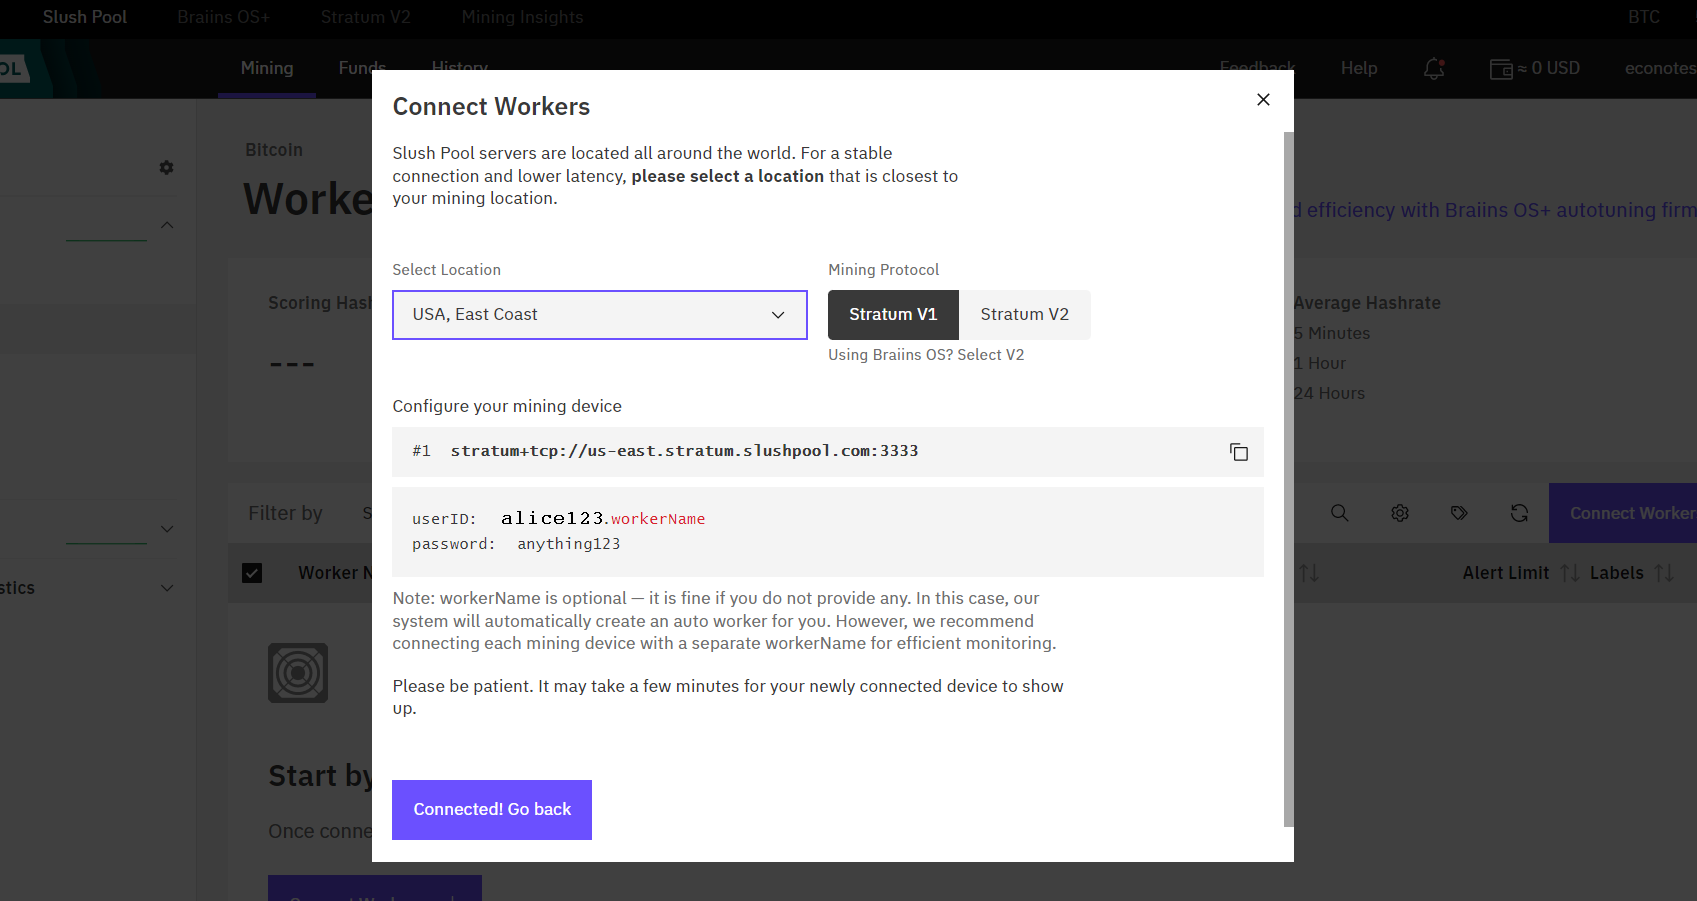 Slush Pool Braiins OS+ Stratum V2 Mining Insights BTC
OL Mining Funds History Feedback Help ≈ 0 USD econotes
Connect Workers
Slush Pool servers are located all around the world. For a stable
connection and lower latency, please select a location that is closest to
your mining location.
Bitcoin
Worke
d efficiency with Braiins OS+ autotuning firm
Select Location
USA, East Coast
Mining Protocol
Stratum V1 Stratum V2
Using Braiins OS? Select V2
Scoring Hash
---
Average Hashrate
5 Minutes
1 Hour
24 Hours
Configure your mining device
#1 stratum+tcp://us-east.stratum.slushpool.com:3333
userID: alice123.workerName
password: anything123
Note: workerName is optional — it is fine if you do not provide any. In this case, our
system will automatically create an auto worker for you. However, we recommend
connecting each mining device with a separate workerName for efficient monitoring.
Please be patient. It may take a few minutes for your newly connected device to show
up.
Connected! Go back
Filter by S
Connect Worker
Worker N
Alert Limit Labels
stics
Start by
Once conne